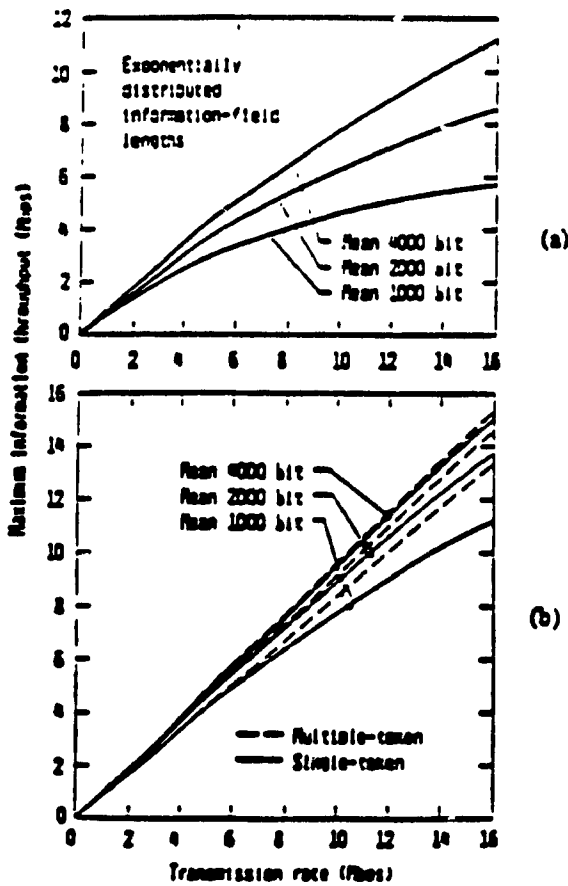 12
10
8
6
4
2
0
Exponentially
distributed
information-field
lengths
Mean 4000 bit
Mean 2000 bit
Mean 1000 bit
(a)
0 2 4 6 8 10 12 14 16
Maximum information throughput (Mbps)
16
14
12
10
8
6
4
2
0
Mean 4000 bit
Mean 2000 bit
Mean 1000 bit
(b)
Multiple-token
Single-token
0 2 4 6 8 10 12 14 16
Transmission rate (Mbps)